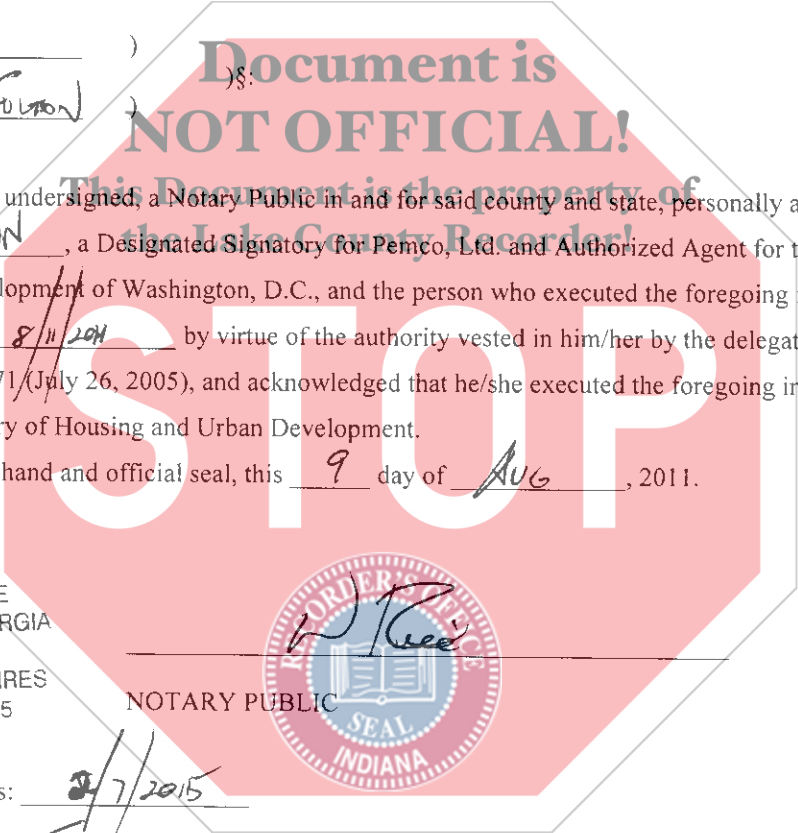 )
Document is
)§:
FULTON )
NOT OFFICIAL!
undersigned, a Notary Public in and for said county and state, personally a
This Document is the property of
N , a Designated Signatory for Pemco, Ltd. and Authorized Agent for t
the Lake County Recorder!
lopment of Washington, D.C., and the person who executed the foregoing
8/11/2011 by virtue of the authority vested in him/her by the delegat
71 (July 26, 2005), and acknowledged that he/she executed the foregoing in
ry of Housing and Urban Development.
hand and official seal, this 9 day of AUG , 2011.
STOP
E
RGIA
IRES
5
RECORDER'S OFFICE
SEAL
INDIANA
NOTARY PUBLIC
s: 2/7/2015